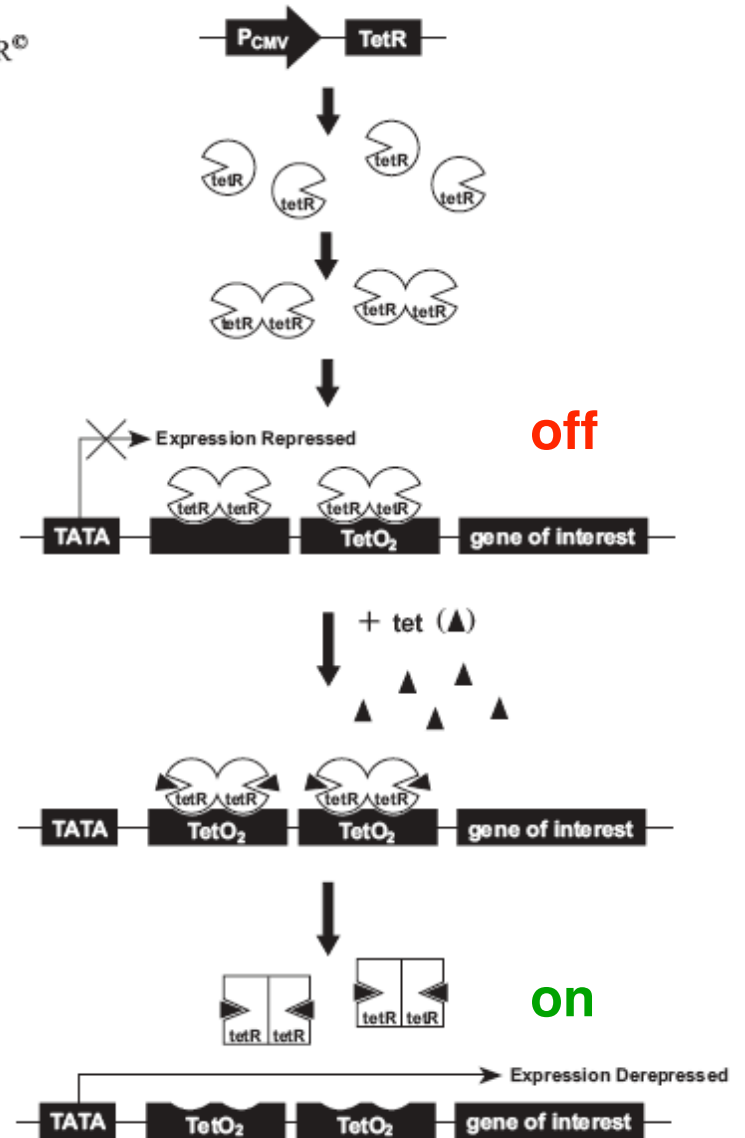 R©
PCMV TetR
tetR tetR tetR tetR
tetR tetR tetR tetR
off
Expression Repressed
tetR tetR tetR tetR
TATA TetO2 gene of interest
+ tet (▲)
tetR tetR tetR tetR
TATA TetO2 TetO2 gene of interest
on
tetR tetR tetR tetR
Expression Derepressed
TATA TetO2 TetO2 gene of interest